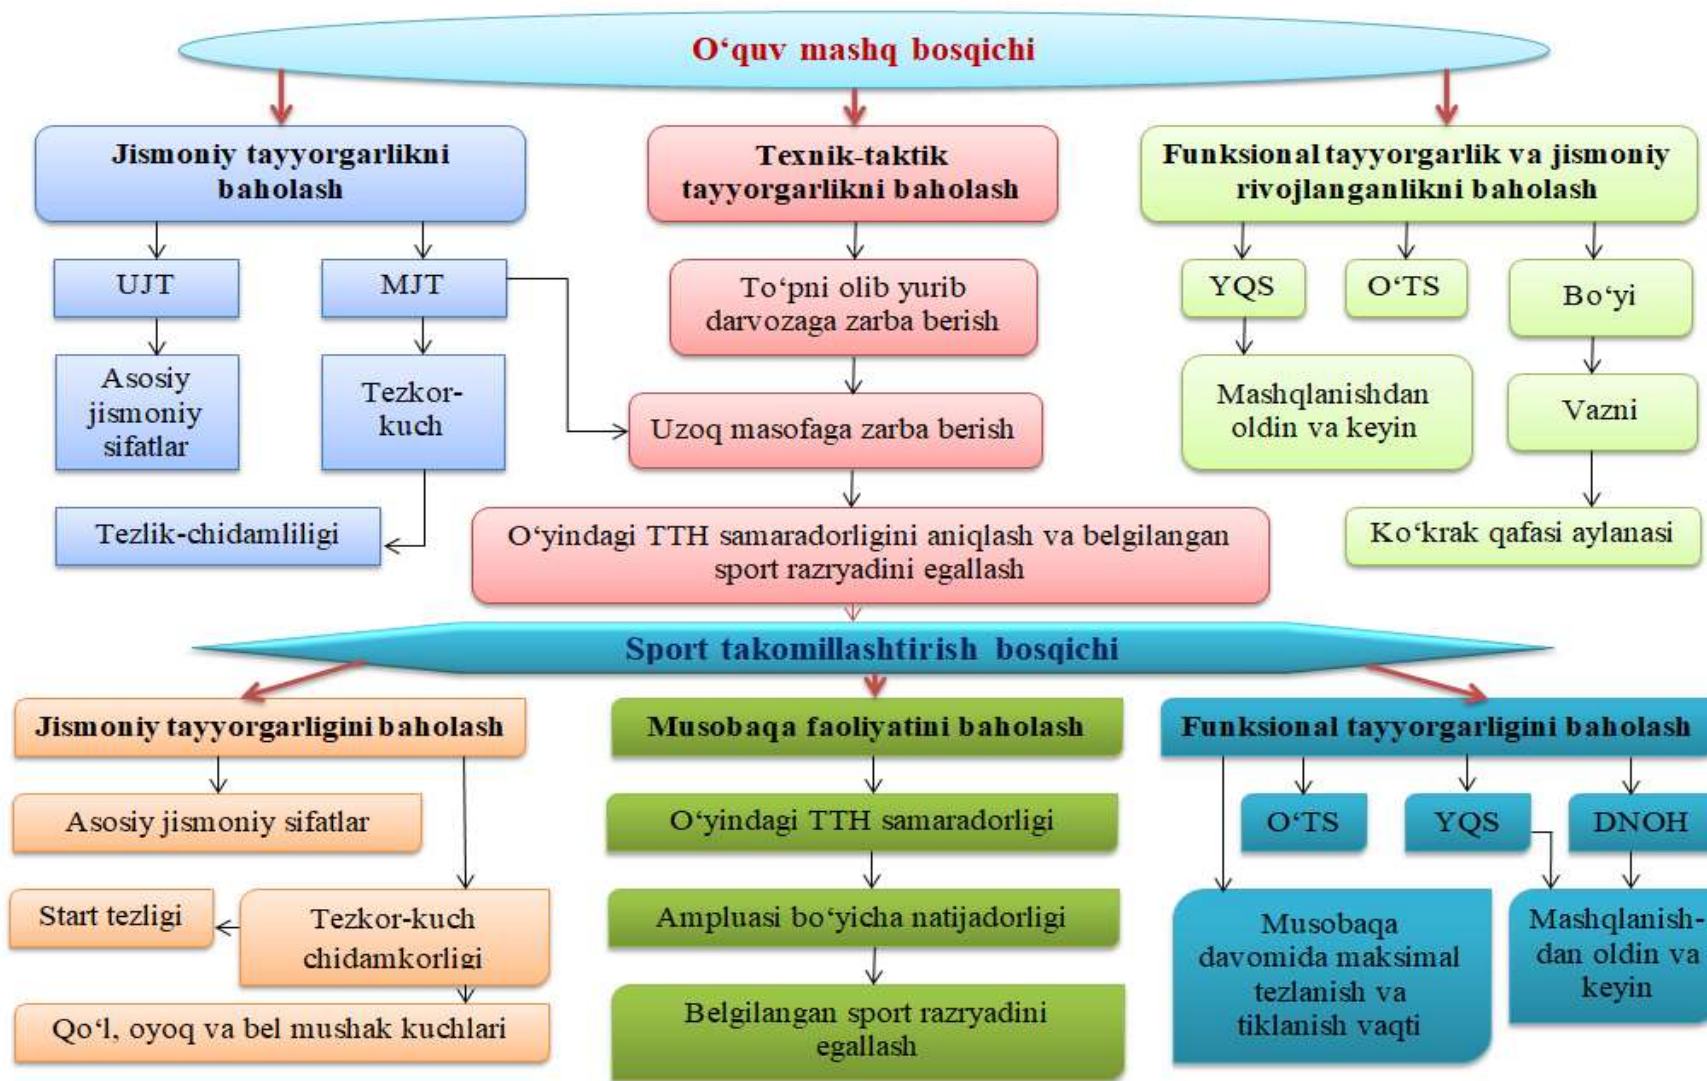 O‘quv mashq bosqichi
Jismoniy tayyorgarlikni
baholash
Texnik-taktik
tayyorgarlikni baholash
Funksional tayyorgarlik va jismoniy
rivojlanganlikni baholash
UJT
MJT
Asosiy
jismoniy
sifatlar
Tezkor-
kuch
Tezlik-chidamliligi
To‘pni olib yurib
darvozaga zarba berish
Uzoq masofaga zarba berish
O‘yindagi TTH samaradorligini aniqlash va belgilangan
sport razryadini egallash
YQS
O‘TS
Bo‘yi
Mashqlanishdan
oldin va keyin
Vazni
Ko‘krak qafasi aylanasi
Sport takomillashtirish bosqichi
Jismoniy tayyorgarligini baholash
Musobaqa faoliyatini baholash
Funksional tayyorgarligini baholash
Asosiy jismoniy sifatlar
Start tezligi
Tezkor-kuch
chidamkorligi
Qo‘l, oyoq va bel mushak kuchlari
O‘yindagi TTH samaradorligi
Ampluasi bo‘yicha natijadorligi
Belgilangan sport razryadini
egallash
O‘TS
YQS
DNOH
Musobaqa
davomida maksimal
tezlanish va
tiklanish vaqti
Mashqlanish-
dan oldin va
keyin